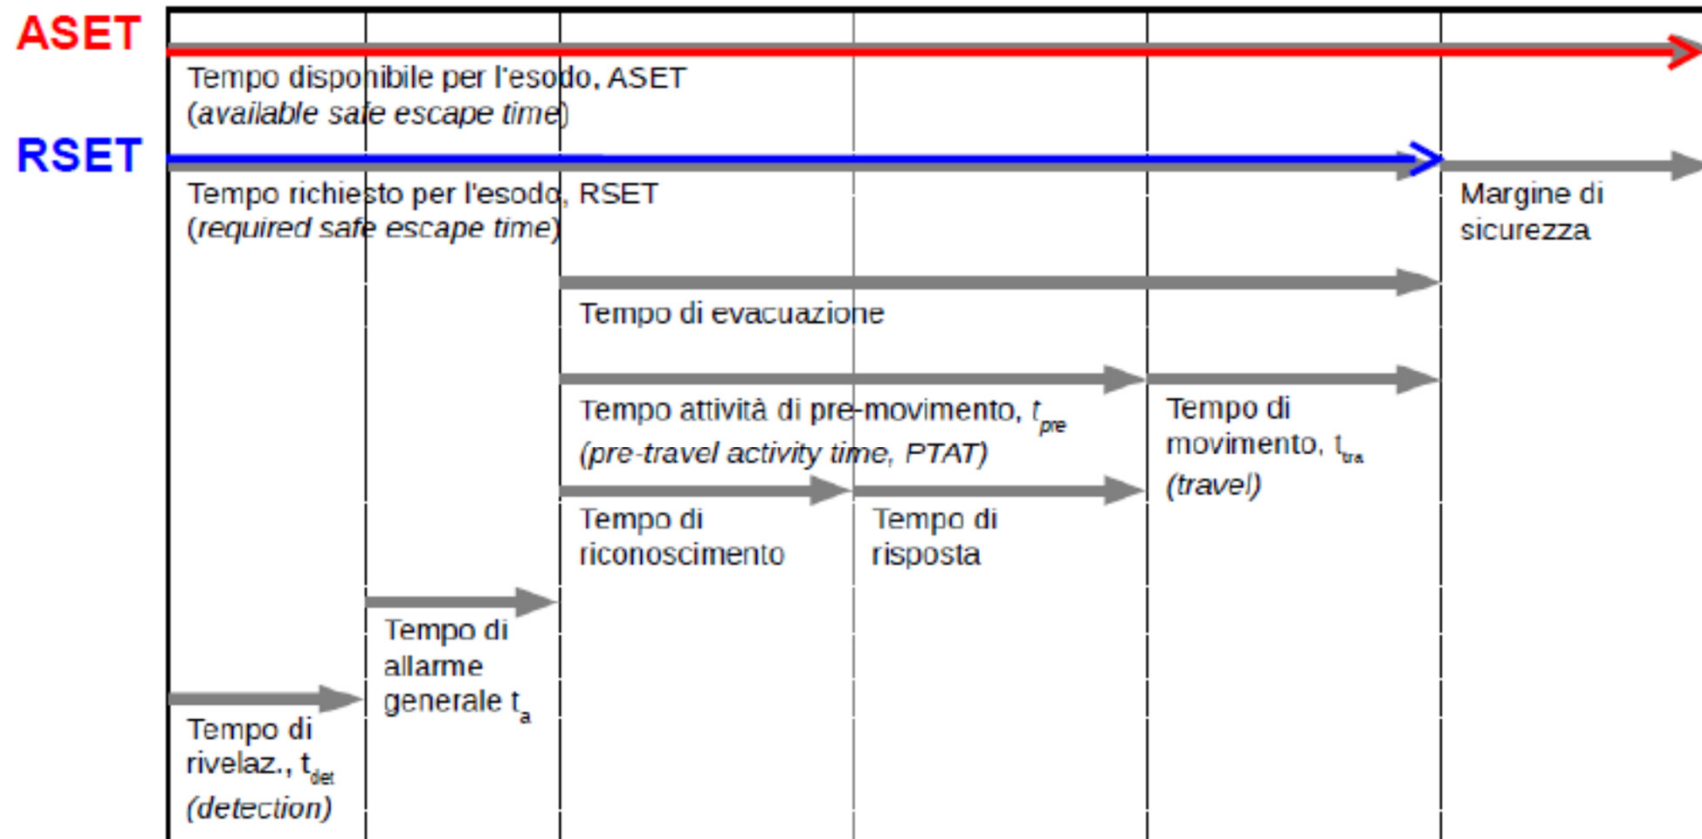 ASET
Tempo disponibile per l'esodo, ASET
(available safe escape time)
RSET
Tempo richiesto per l'esodo, RSET
(required safe escape time)
Margine di
sicurezza
Tempo di evacuazione
Tempo attività di pre-movimento, tpre
(pre-travel activity time, PTAT)
Tempo di
movimento, ttra
(travel)
Tempo di
riconoscimento
Tempo di
risposta
Tempo di
allarme
generale ta
Tempo di
rivelaz., tdet
(detection)